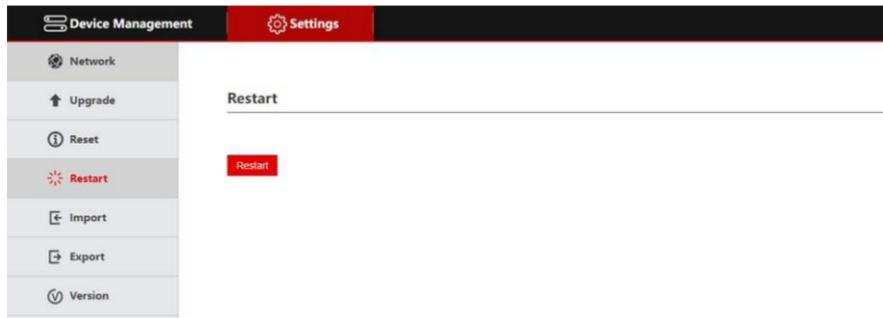 Device Management
Settings
Network
Upgrade
Restart
Reset
Restart
Restart
Import
Export
Version